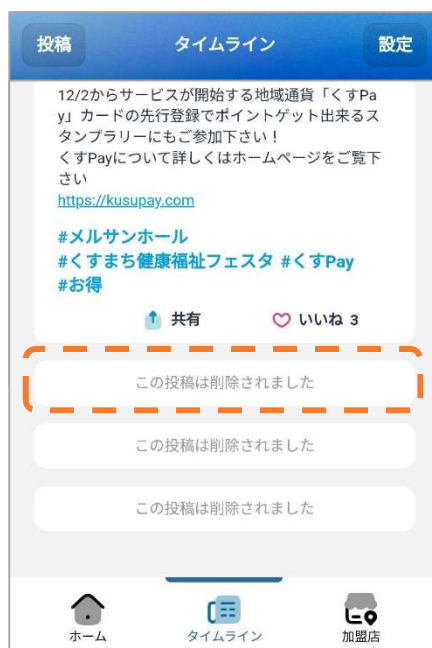 投稿 タイムライン 設定
12/2からサービスが開始する地域通貨「くすPa
y」カードの先行登録でポイントゲット出来るス
タンプラリーにもご参加下さい！
くすPayについて詳しくはホームページをご覧下
さい
https://kusupay.com
#メルサンホール
#くすまち健康福祉フェスタ #くすPay
#お得
共有 いいね 3
この投稿は削除されました
この投稿は削除されました
この投稿は削除されました
ホーム タイムライン 加盟店